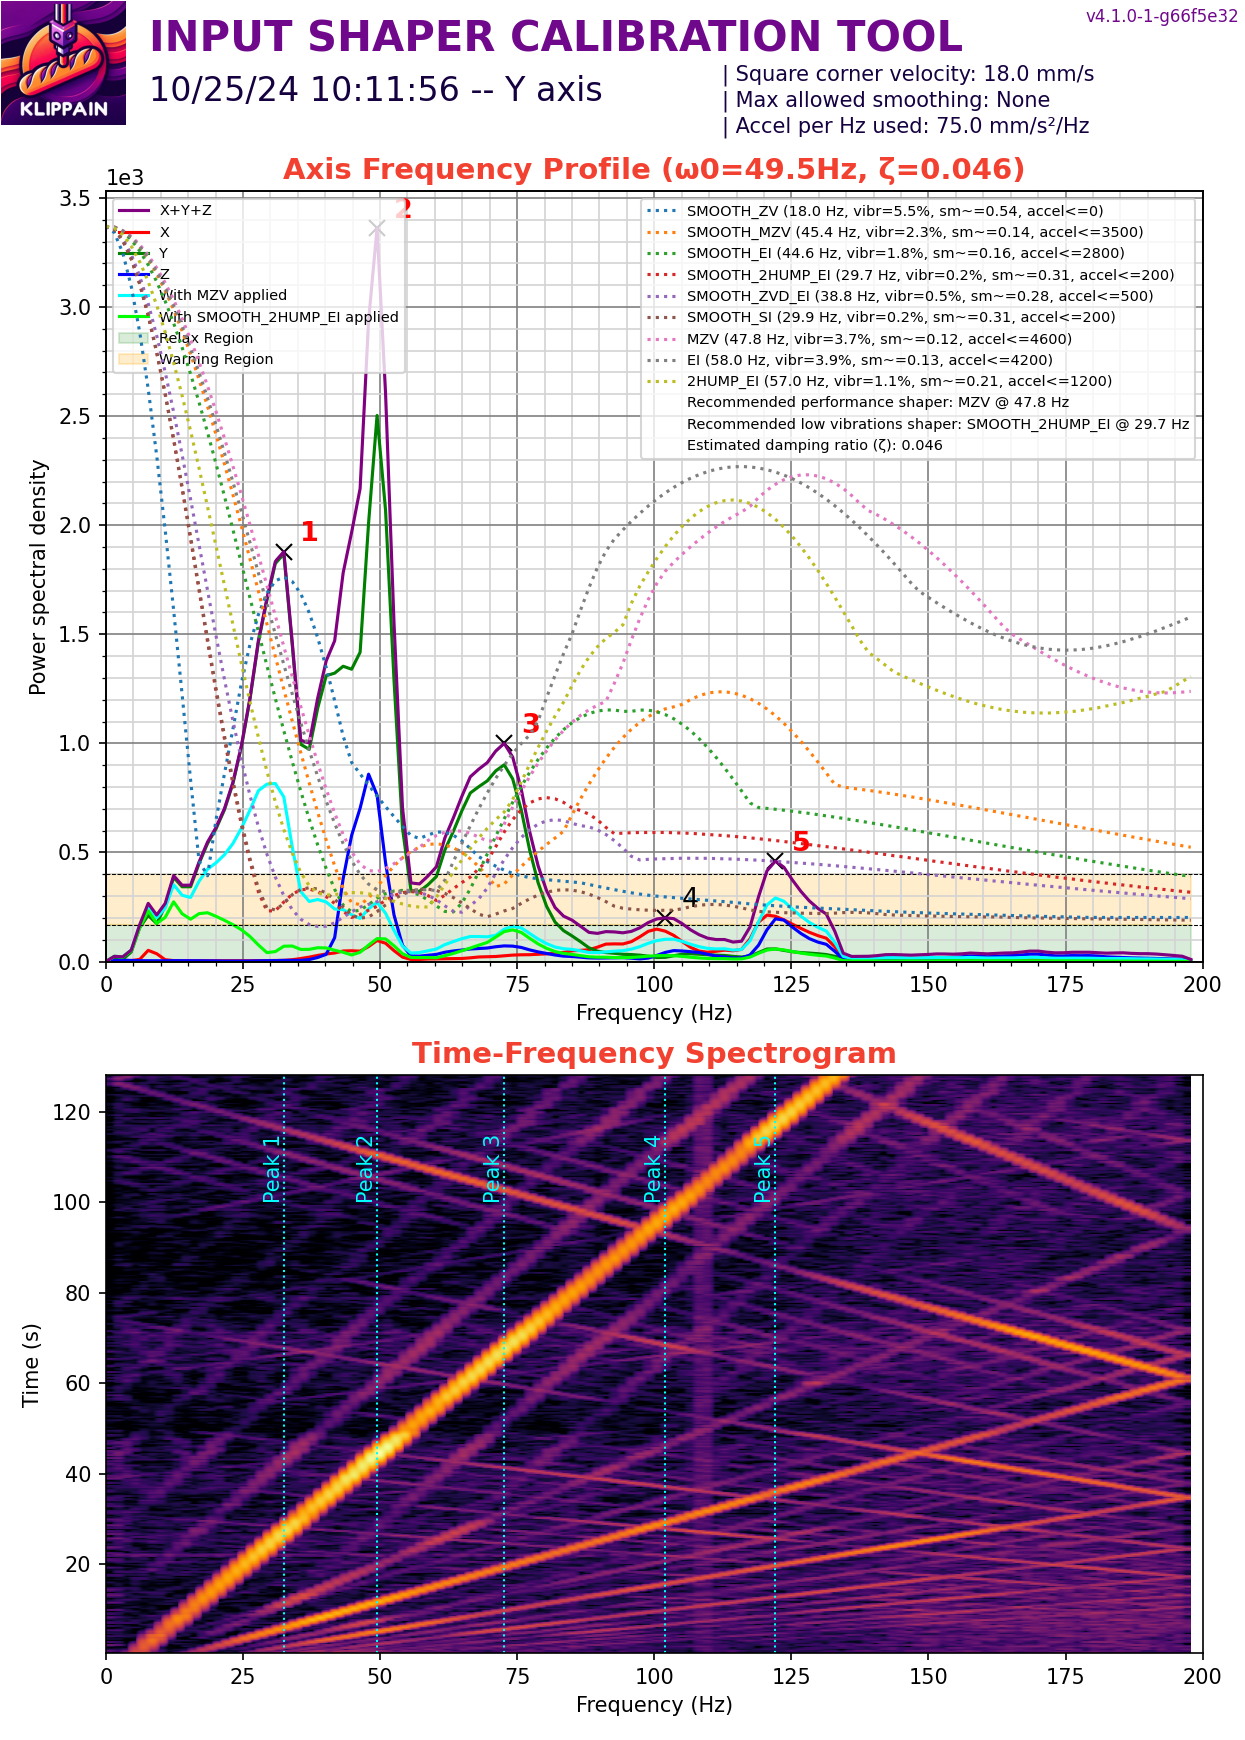 v4.1.0-1-g66f5e32
INPUT SHAPER CALIBRATION TOOL
10/25/24 10:11:56 -- Y axis
| Square corner velocity: 18.0 mm/s
| Max allowed smoothing: None
| Accel per Hz used: 75.0 mm/s²/Hz
KLIPPAIN
Axis Frequency Profile (ω0=49.5Hz, ζ=0.046)
1e3
3.5
3.0
2.5
2.0
1.5
1.0
0.5
0.0
Power spectral density
X+Y+Z
X
Y
Z
With MZV applied
With SMOOTH_2HUMP_EI applied
Relax Region
Warning Region
SMOOTH_ZV (18.0 Hz, vibr=5.5%, sm~=0.54, accel<=0)
SMOOTH_MZV (45.4 Hz, vibr=2.3%, sm~=0.14, accel<=3500)
SMOOTH_EI (44.6 Hz, vibr=1.8%, sm~=0.16, accel<=2800)
SMOOTH_2HUMP_EI (29.7 Hz, vibr=0.2%, sm~=0.31, accel<=200)
SMOOTH_ZVD_EI (38.8 Hz, vibr=0.5%, sm~=0.28, accel<=500)
SMOOTH_SI (29.9 Hz, vibr=0.2%, sm~=0.31, accel<=200)
MZV (47.8 Hz, vibr=3.7%, sm~=0.12, accel<=4600)
EI (58.0 Hz, vibr=3.9%, sm~=0.13, accel<=4200)
2HUMP_EI (57.0 Hz, vibr=1.1%, sm~=0.21, accel<=1200)
Recommended performance shaper: MZV @ 47.8 Hz
Recommended low vibrations shaper: SMOOTH_2HUMP_EI @ 29.7 Hz
Estimated damping ratio (ζ): 0.046
1
2
3
4
5
0 25 50 75 100 125 150 175 200
Frequency (Hz)
Time-Frequency Spectrogram
120
100
80
60
40
20
Time (s)
Peak 1
Peak 2
Peak 3
Peak 4
Peak 5
0 25 50 75 100 125 150 175 200
Frequency (Hz)